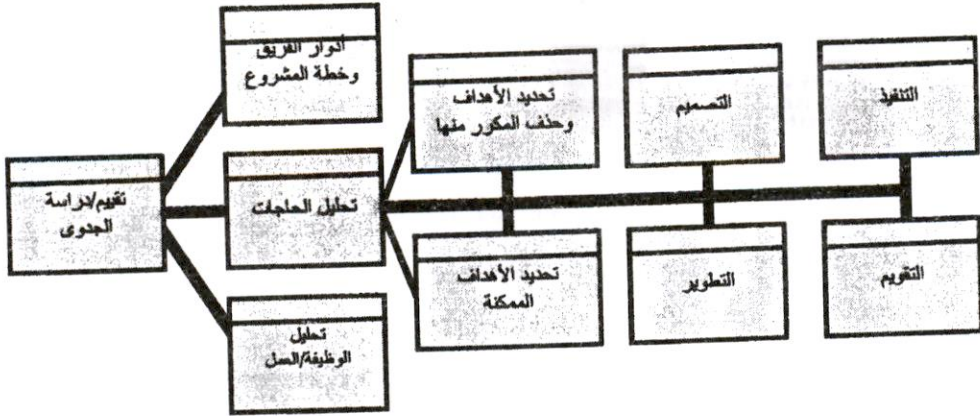 أدوار الفريق
وخطة المشروع
تحديد الأهداف
وحذف المكرر منها
التصميم
التنفيذ
تقييم/دراسة
الجدوى
تحليل الحاجات
تحديد الأهداف
الممكنة
التطوير
التقويم
تحليل
الوظيفة/العمل